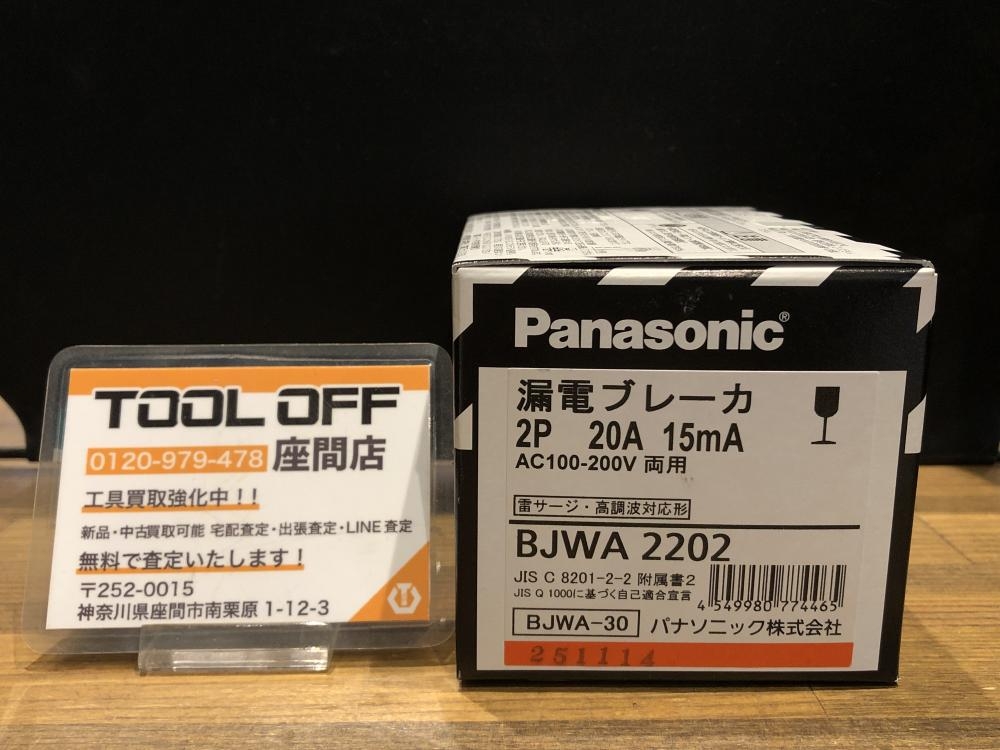 TOOL OFF
0120-979-478 座間店
工具買取強化中！！
新品・中古買取可能 宅配査定・出張査定・LINE査定
無料で査定いたします！
〒252-0015
神奈川県座間市南栗原 1-12-3
Panasonic®
漏電ブレーカ
2P 20A 15mA
AC100-200V 両用
雷サージ・高調波対応形
BJWA 2202
JIS C 8201-2-2 附属書2
JIS Q 1000に基づく自己適合宣言
4 549980 774465
BJWA-30 パナソニック株式会社
251114